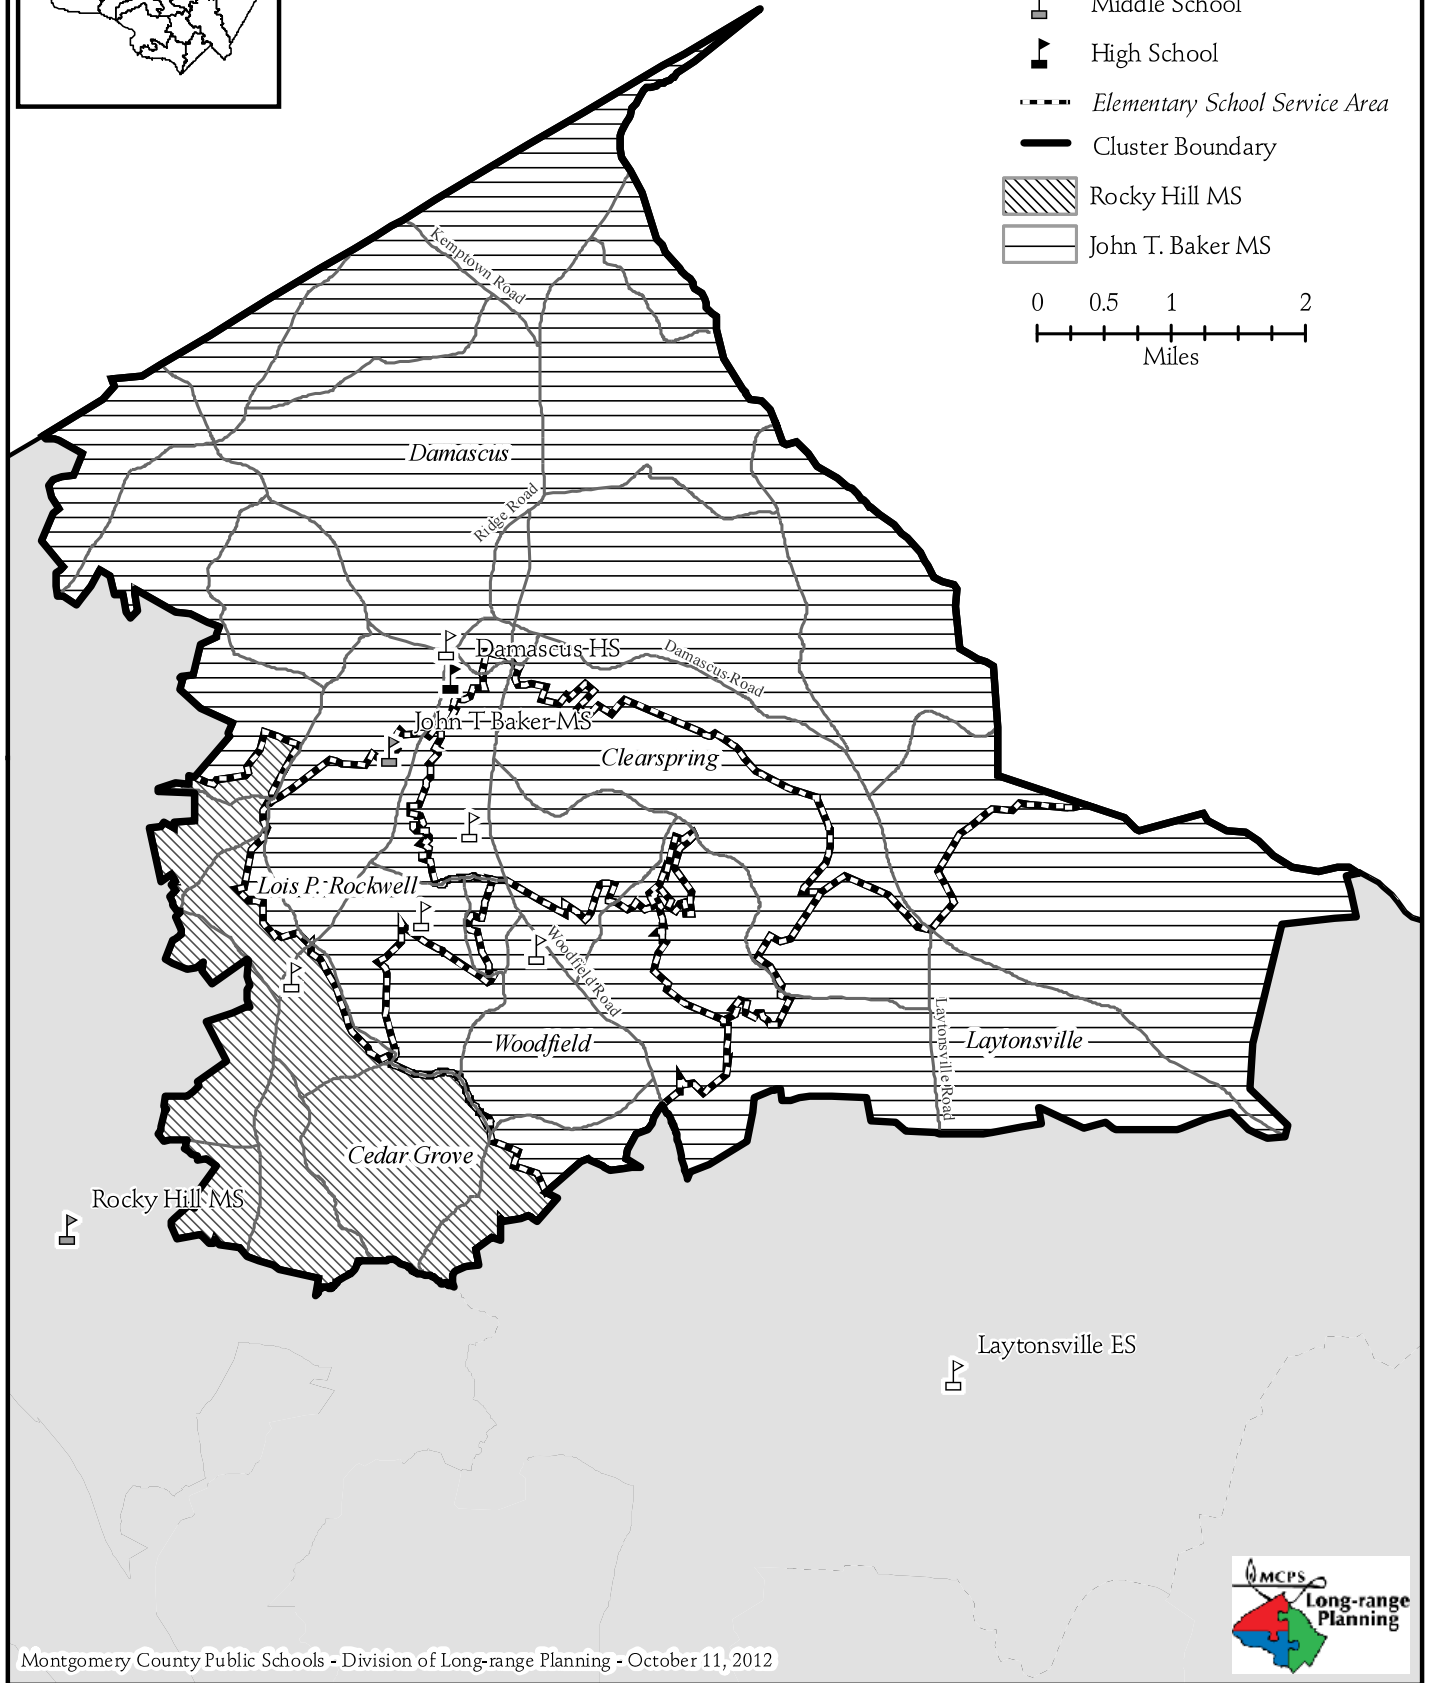 Middle School
High School
Elementary School Service Area
Cluster Boundary
Rocky Hill MS
John T. Baker MS
0 0.5 1 2
Miles
Kemptown Road
Damascus
Ridge Road
Damascus HS
Damascus Road
John T Baker MS
Clearspring
Lois P. Rockwell
Woodfield Road
Woodfield
Laytonsville Road
Laytonsville
Cedar Grove
Rocky Hill MS
Laytonsville ES
MCPS
Long-range
Planning
Montgomery County Public Schools - Division of Long-range Planning - October 11, 2012